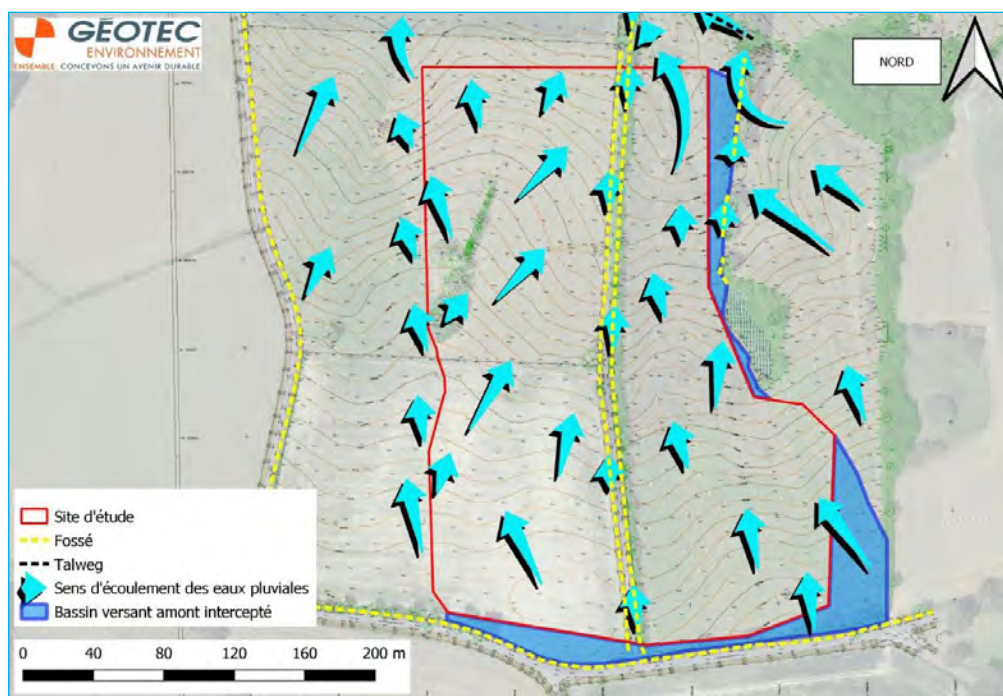 GÉOTEC
ENVIRONNEMENT
ENSEMBLE, CONCEVONS UN AVENIR DURABLE
NORD
Site d'étude
Fossé
Talweg
Sens d'écoulement des eaux pluviales
Bassin versant amont intercepté
0 40 80 120 160 200 m